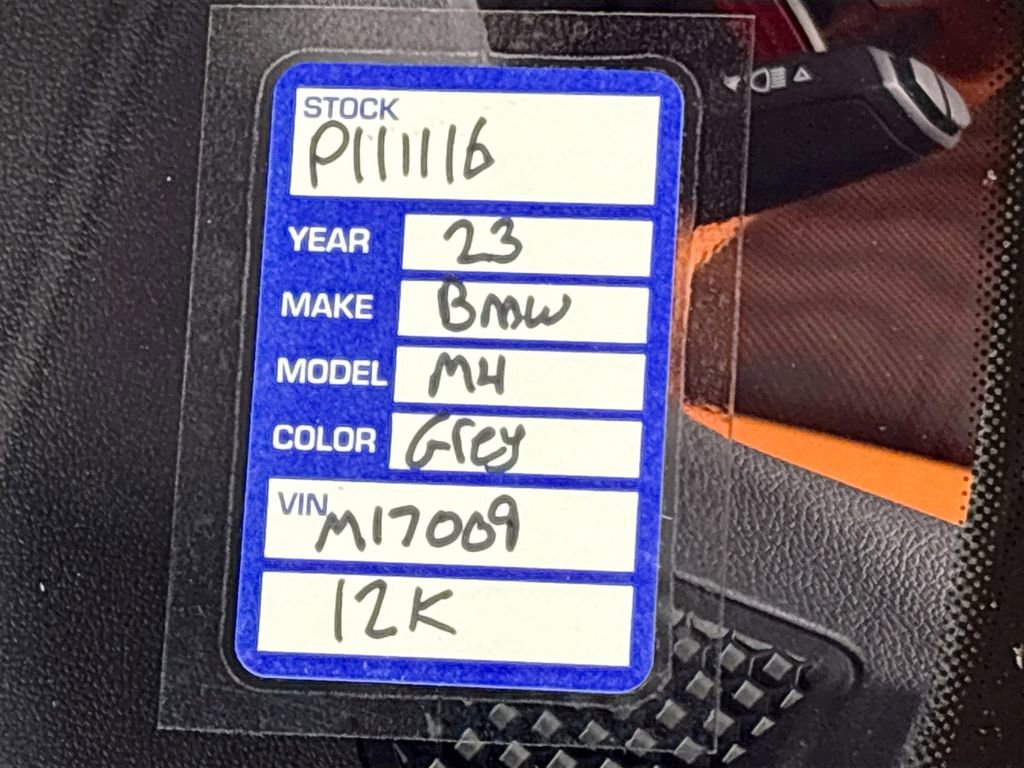 STOCK
P111116
YEAR 23
MAKE Bmw
MODEL M4
COLOR Grey
VIN M17009
12K